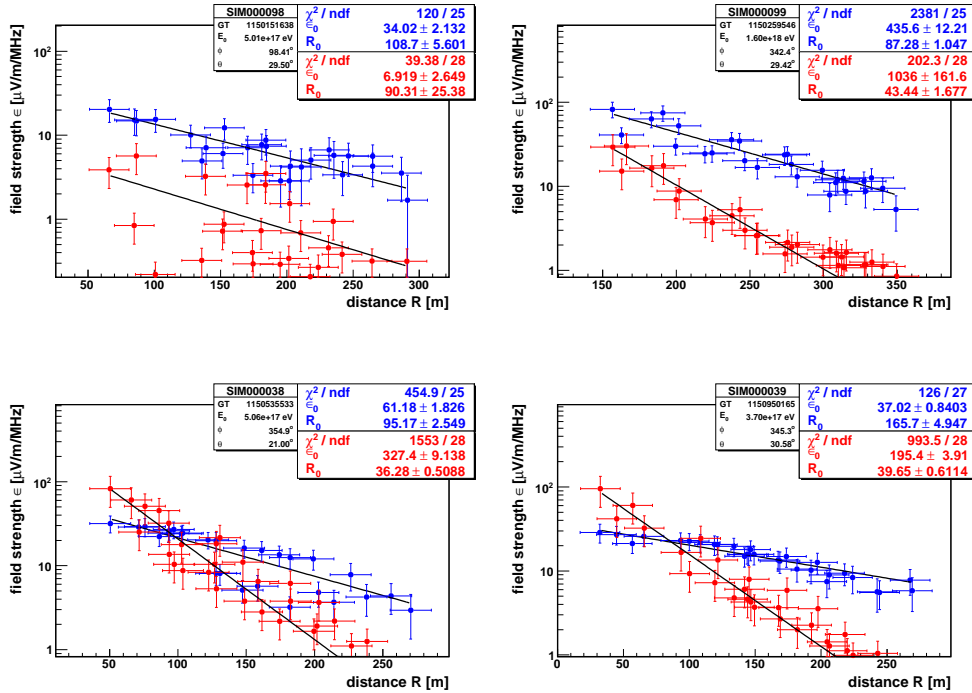 SIM000098
GT 1150151638
E₀ 5.01e+17 eV
φ 98.41°
θ 29.50°
χ² / ndf 120 / 25
ϵ₀ 34.02 ± 2.132
R₀ 108.7 ± 5.601
χ² / ndf 39.38 / 28
ϵ₀ 6.919 ± 2.649
R₀ 90.31 ± 25.38
field strength ϵ [μV/m/MHz]
10²
10
1
50 100 150 200 250 300
distance R [m]
SIM000099
GT 1150259546
E₀ 1.60e+18 eV
φ 342.4°
θ 29.42°
χ² / ndf 2381 / 25
ϵ₀ 435.6 ± 12.21
R₀ 87.28 ± 1.047
χ² / ndf 202.3 / 28
ϵ₀ 1036 ± 161.6
R₀ 43.44 ± 1.677
field strength ϵ [μV/m/MHz]
10²
10
1
150 200 250 300 350
distance R [m]
SIM000038
GT 1150535533
E₀ 5.06e+17 eV
φ 354.9°
θ 21.00°
χ² / ndf 454.9 / 25
ϵ₀ 61.18 ± 1.826
R₀ 95.17 ± 2.549
χ² / ndf 1553 / 28
ϵ₀ 327.4 ± 9.138
R₀ 36.28 ± 0.5088
field strength ϵ [μV/m/MHz]
10²
10
1
50 100 150 200 250
distance R [m]
SIM000039
GT 1150950165
E₀ 3.70e+17 eV
φ 345.3°
θ 30.58°
χ² / ndf 126 / 27
ϵ₀ 37.02 ± 0.8403
R₀ 165.7 ± 4.947
χ² / ndf 993.5 / 28
ϵ₀ 195.4 ± 3.91
R₀ 39.65 ± 0.6114
field strength ϵ [μV/m/MHz]
10²
10
1
0 50 100 150 200 250 300
distance R [m]